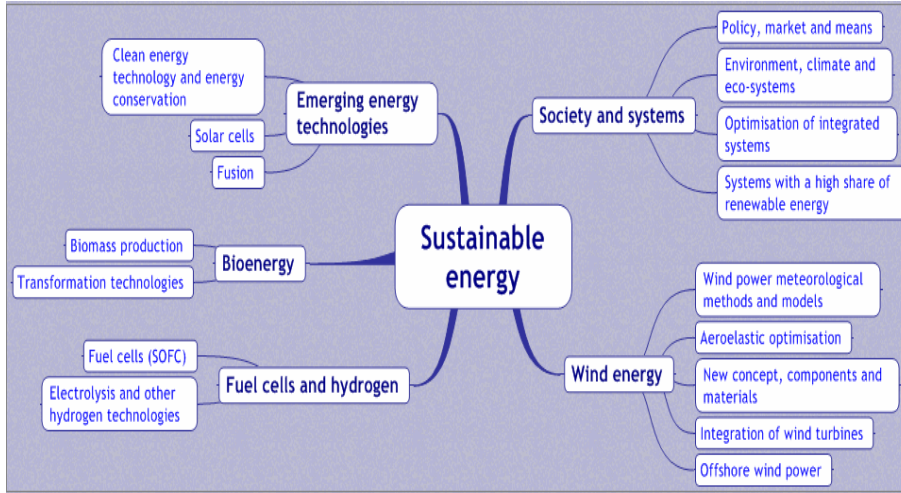 Sustainable
energy
Emerging energy
technologies
Clean energy
technology and energy
conservation
Solar cells
Fusion
Bioenergy
Biomass production
Transformation technologies
Fuel cells and hydrogen
Fuel cells (SOFC)
Electrolysis and other
hydrogen technologies
Society and systems
Policy, market and means
Environment, climate and
eco-systems
Optimisation of integrated
systems
Systems with a high share of
renewable energy
Wind energy
Wind power meteorological
methods and models
Aeroelastic optimisation
New concept, components and
materials
Integration of wind turbines
Offshore wind power